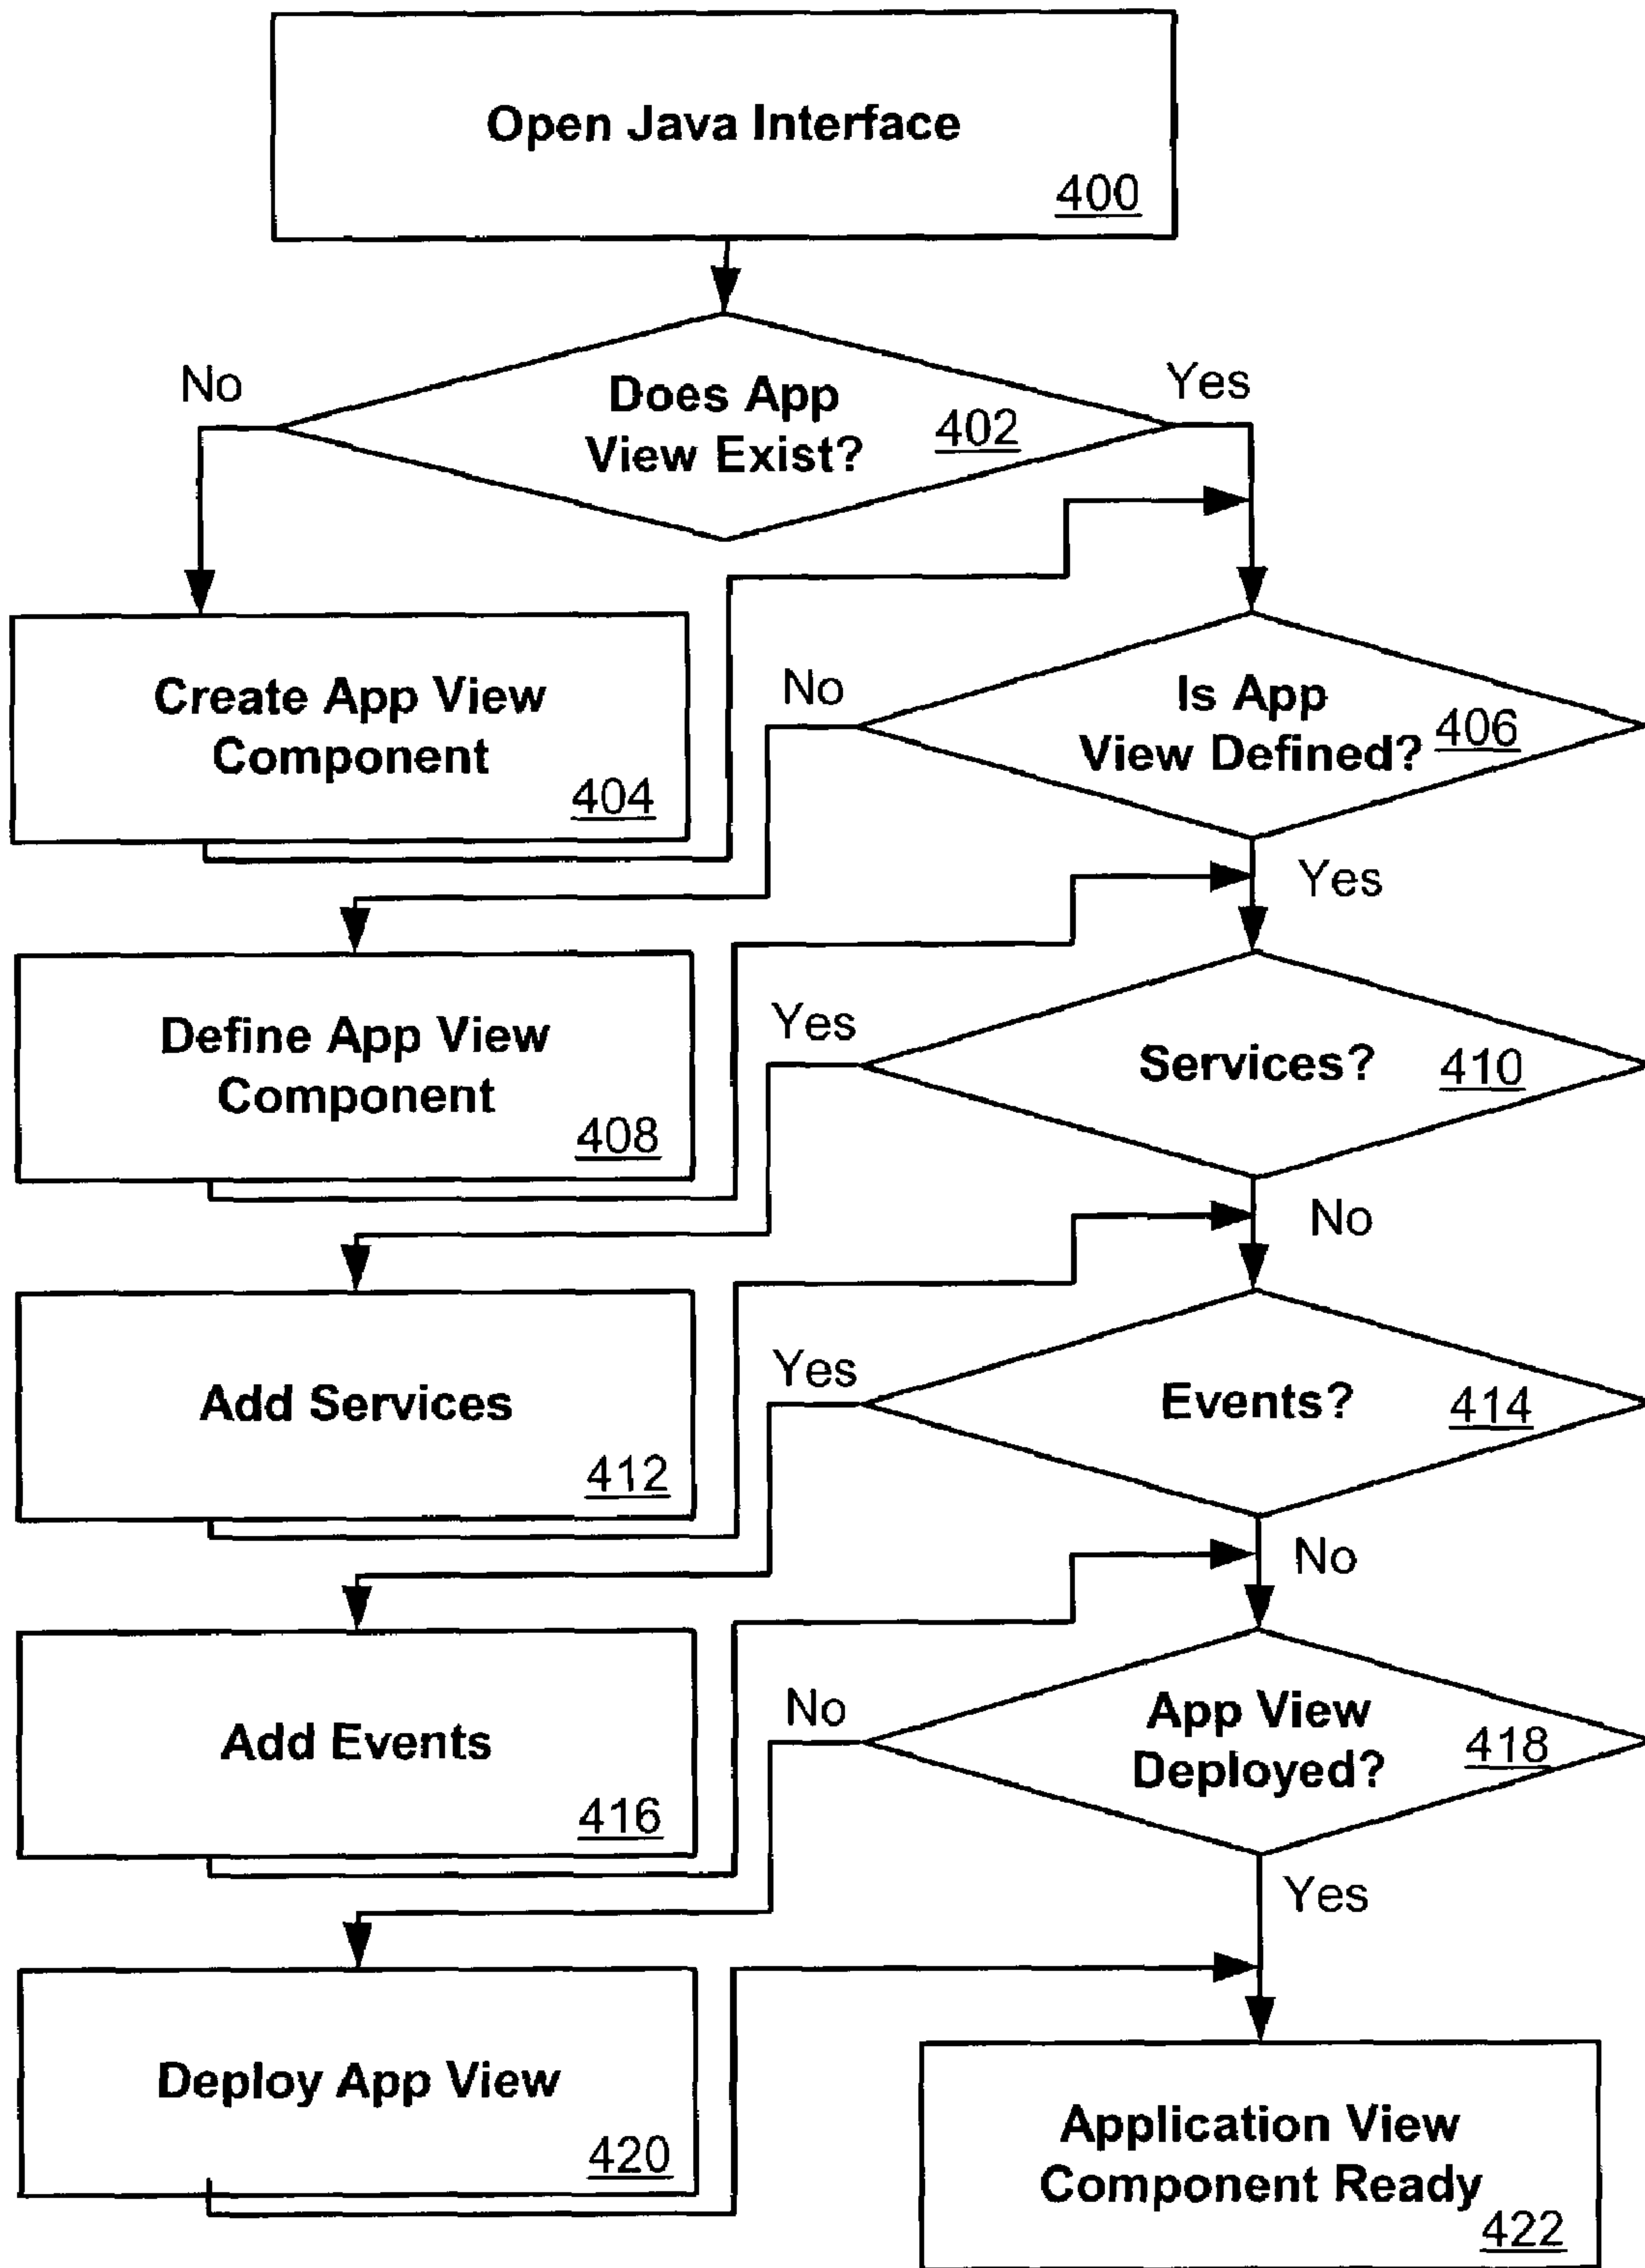 Open Java Interface
400
No
Does App
View Exist?
402
Yes
Create App View
Component
404
No
Is App
View Defined?
406
Yes
Define App View
Component
408
Yes
Services?
410
No
Add Services
412
Yes
Events?
414
No
Add Events
416
No
App View
Deployed?
418
Yes
Deploy App View
420
Application View
Component Ready
422